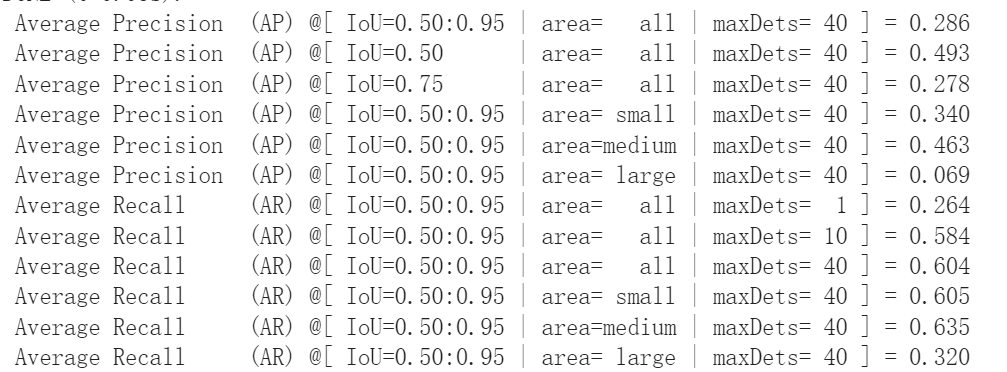 Average Precision (AP) @[ IoU=0.50:0.95 | area= all | maxDets= 40 ] = 0.286
Average Precision (AP) @[ IoU=0.50 | area= all | maxDets= 40 ] = 0.493
Average Precision (AP) @[ IoU=0.75 | area= all | maxDets= 40 ] = 0.278
Average Precision (AP) @[ IoU=0.50:0.95 | area= small | maxDets= 40 ] = 0.340
Average Precision (AP) @[ IoU=0.50:0.95 | area=medium | maxDets= 40 ] = 0.463
Average Precision (AP) @[ IoU=0.50:0.95 | area= large | maxDets= 40 ] = 0.069
Average Recall (AR) @[ IoU=0.50:0.95 | area= all | maxDets= 1 ] = 0.264
Average Recall (AR) @[ IoU=0.50:0.95 | area= all | maxDets= 10 ] = 0.584
Average Recall (AR) @[ IoU=0.50:0.95 | area= all | maxDets= 40 ] = 0.604
Average Recall (AR) @[ IoU=0.50:0.95 | area= small | maxDets= 40 ] = 0.605
Average Recall (AR) @[ IoU=0.50:0.95 | area=medium | maxDets= 40 ] = 0.635
Average Recall (AR) @[ IoU=0.50:0.95 | area= large | maxDets= 40 ] = 0.320